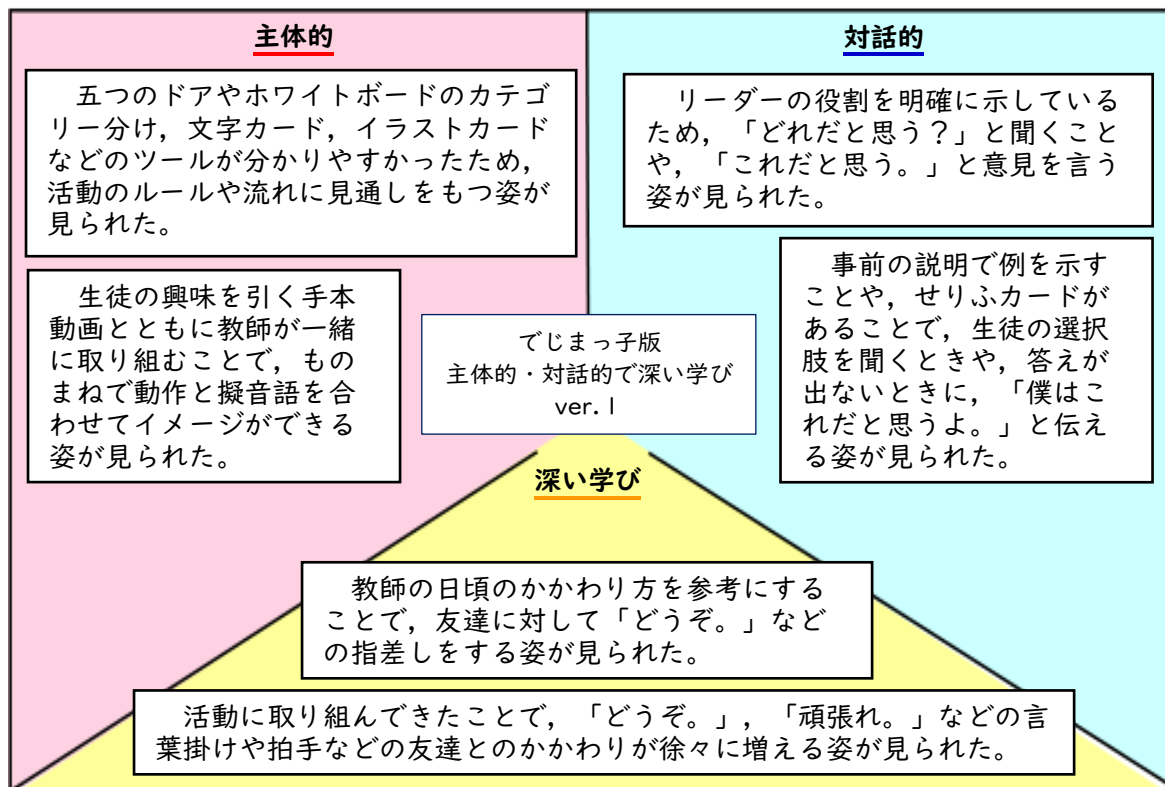 主体的
五つのドアやホワイトボードのカテゴ
リー分け，文字カード，イラストカード
などのツールが分かりやすかったため，
活動のルールや流れに見通しをもつ姿が
見られた。
生徒の興味を引く手本
動画とともに教師が一緒
に取り組むことで，もの
まねで動作と擬音語を合
わせてイメージができる
姿が見られた。
対話的
リーダーの役割を明確に示している
ため，「どれだと思う？」と聞くこと
や，「これだと思う。」と意見を言う
姿が見られた。
事前の説明で例を示す
ことや，せりふカードが
あることで，生徒の選択
肢を聞くときや，答えが
出ないときに，「僕はこ
れだと思うよ。」と伝え
る姿が見られた。
でじまっ子版
主体的・対話的で深い学び
ver.1
深い学び
教師の日頃のかかわり方を参考にする
ことで，友達に対して「どうぞ。」など
の指差しをする姿が見られた。
活動に取り組んできたことで，「どうぞ。」，「頑張れ。」などの言
葉掛けや拍手などの友達とのかかわりが徐々に増える姿が見られた。